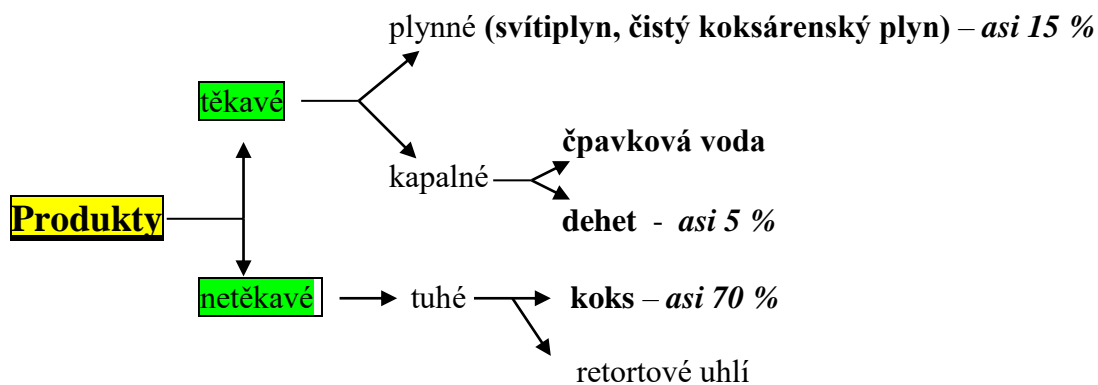 plynné (svítiplyn, čistý koksárenský plyn) – asi 15 %
těkavé
čpavková voda
kapalné
Produkty
dehet - asi 5 %
netěkavé
tuhé
koks – asi 70 %
retortové uhlí